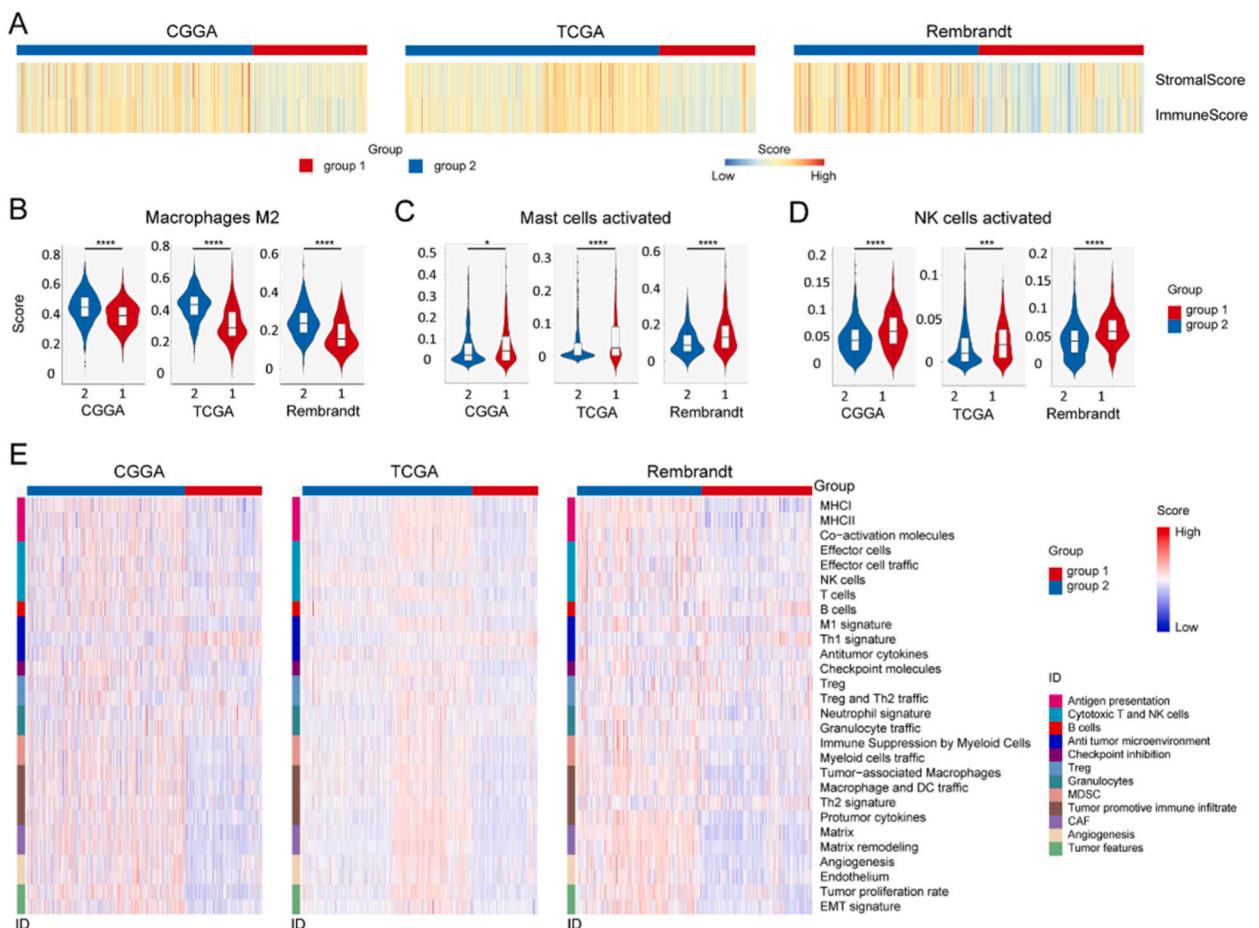 A
CGGA
TCGA
Rembrandt
StromalScore
ImmuneScore
Group
group 1
group 2
Score
Low
High
B
Macrophages M2
Score
****
****
****
0.8
0.6
0.4
0.2
0
0.8
0.6
0.4
0.2
0
0.6
0.4
0.2
0
2 1
2 1
2 1
CGGA
TCGA
Rembrandt
C
Mast cells activated
*
****
****
0.5
0.4
0.3
0.2
0.1
0
0.3
0.2
0.1
0
0.6
0.4
0.2
0
2 1
2 1
2 1
CGGA
TCGA
Rembrandt
D
NK cells activated
****
***
****
0.2
0.15
0.1
0.05
0
0.1
0.05
0
0.2
0.15
0.1
0.05
0
2 1
2 1
2 1
CGGA
TCGA
Rembrandt
Group
group 1
group 2
E
CGGA
TCGA
Rembrandt
Group
MHCI
MHCII
Co-activation molecules
Effector cells
Effector cell traffic
NK cells
T cells
B cells
M1 signature
Th1 signature
Antitumor cytokines
Checkpoint molecules
Treg
Treg and Th2 traffic
Neutrophil signature
Granulocyte traffic
Immune Suppression by Myeloid Cells
Myeloid cells traffic
Tumor-associated Macrophages
Macrophage and DC traffic
Th2 signature
Protumor cytokines
Matrix
Matrix remodeling
Angiogenesis
Endothelium
Tumor proliferation rate
EMT signature
ID
ID
ID
Group
group 1
group 2
Score
High
Low
ID
Antigen presentation
Cytotoxic T and NK cells
B cells
Anti tumor microenvironment
Checkpoint inhibition
Treg
Granulocytes
MDSC
Tumor promotive immune infiltrate
CAF
Angiogenesis
Tumor features